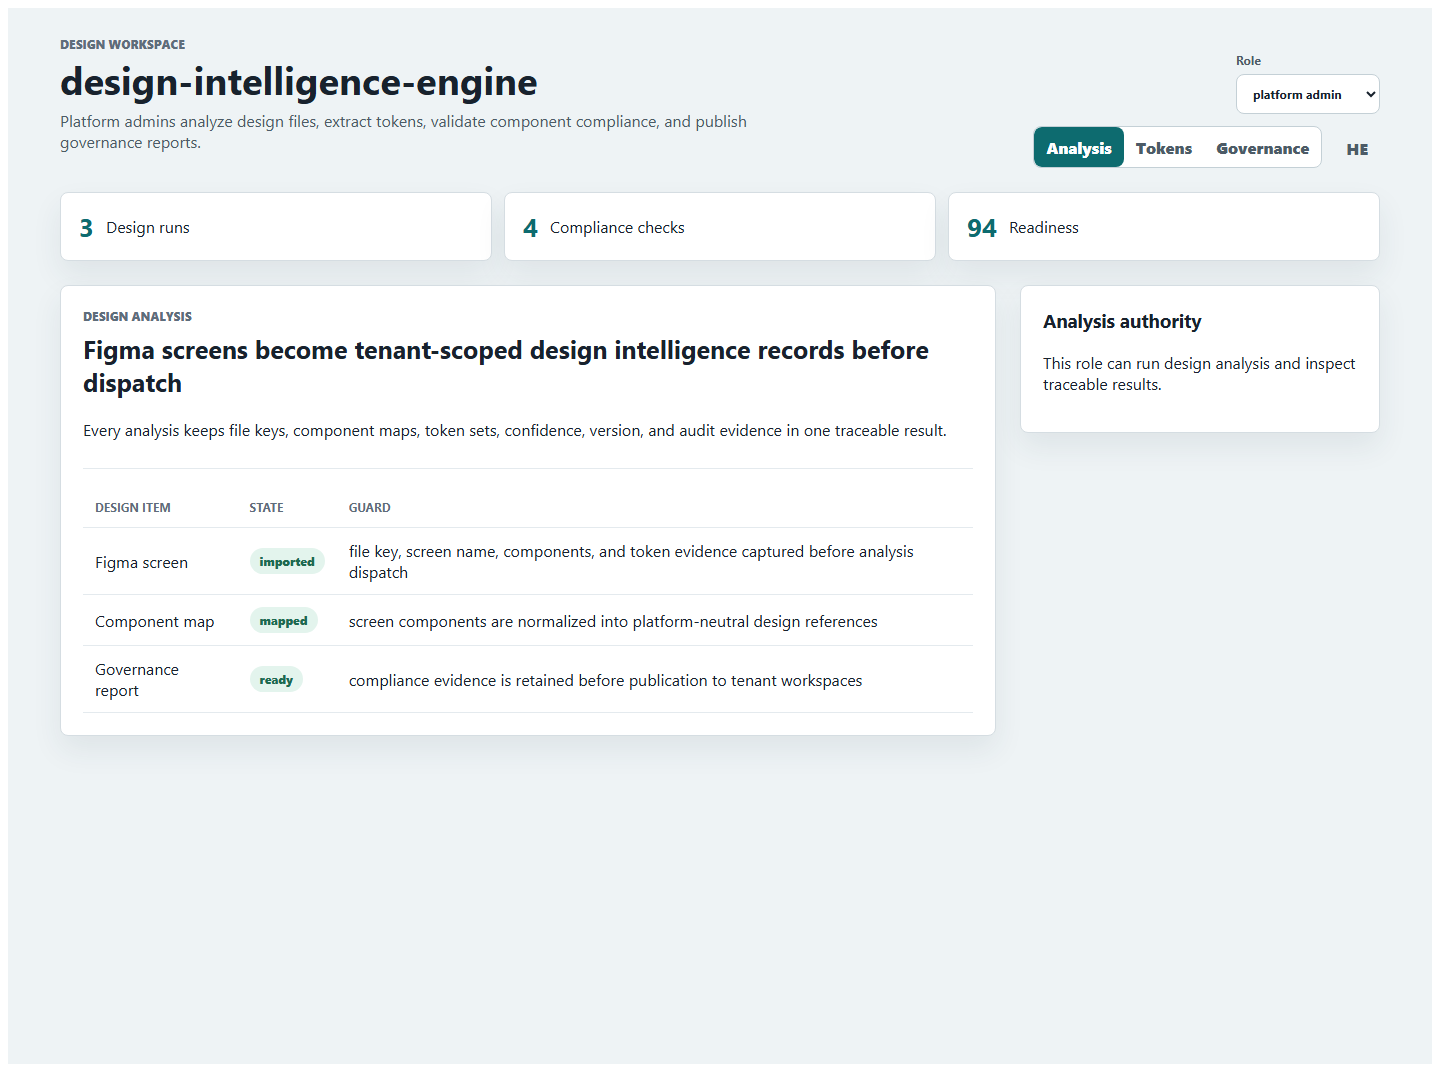 DESIGN WORKSPACE
design-intelligence-engine
Platform admins analyze design files, extract tokens, validate component compliance, and publish
governance reports.
Role
platform admin
Analysis Tokens Governance HE
3 Design runs
4 Compliance checks
94 Readiness
DESIGN ANALYSIS
Figma screens become tenant-scoped design intelligence records before
dispatch
Every analysis keeps file keys, component maps, token sets, confidence, version, and audit evidence in one traceable result.
DESIGN ITEM STATE GUARD
Figma screen imported file key, screen name, components, and token evidence captured before analysis
dispatch
Component map mapped screen components are normalized into platform-neutral design references
Governance
report ready compliance evidence is retained before publication to tenant workspaces
Analysis authority
This role can run design analysis and inspect
traceable results.